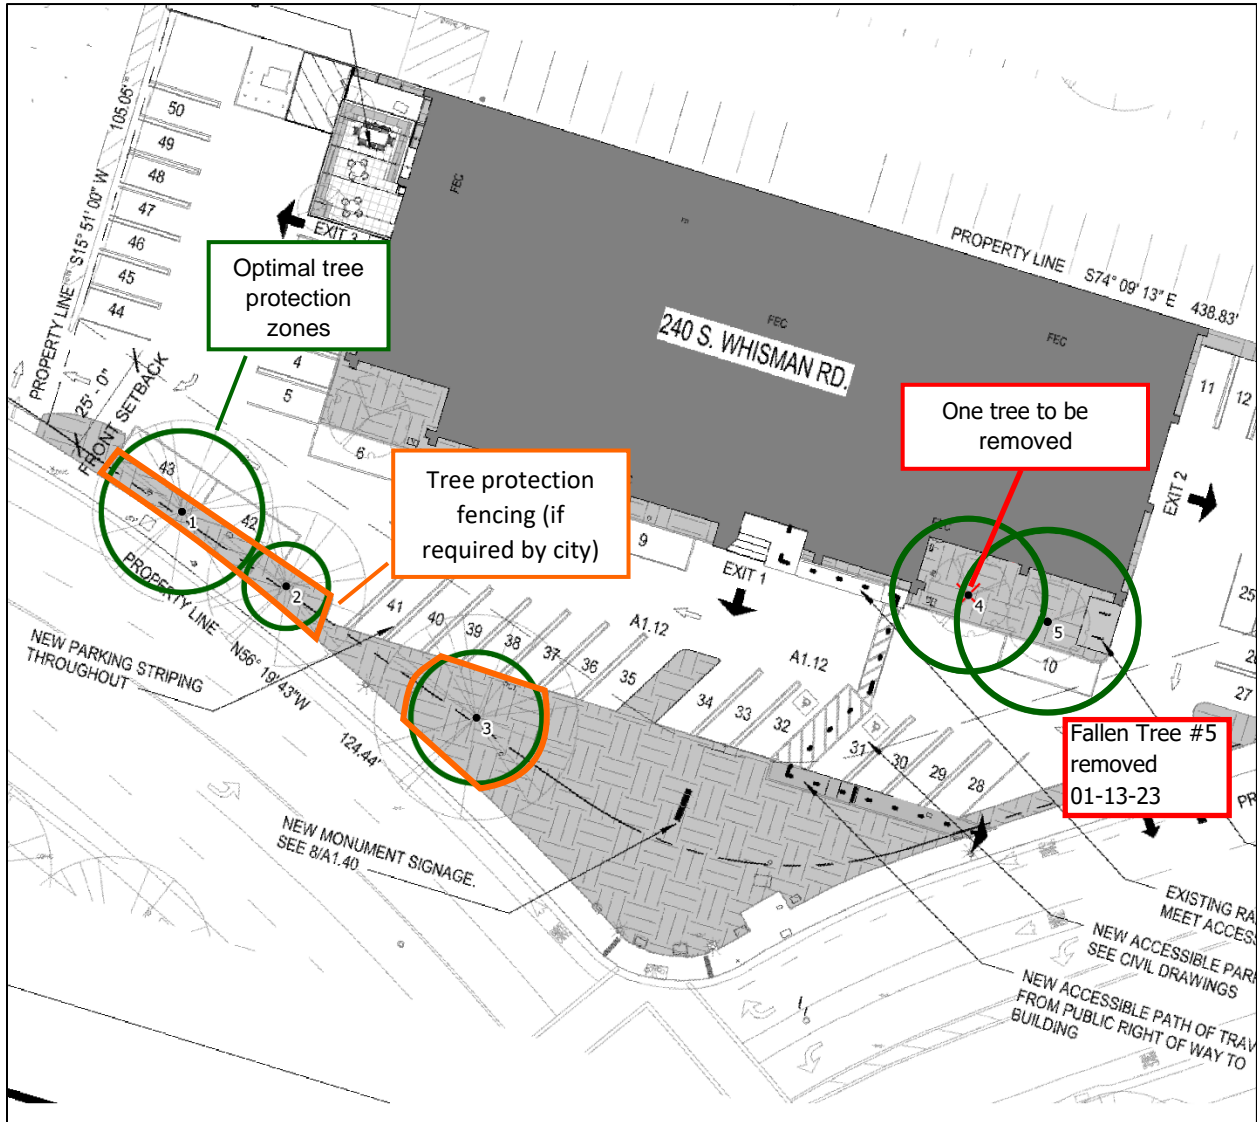 50
49
48
47
46
45
44
105.05'
PROPERTY LINE S15° 51' 00" W
25' - 0"
FRONT SETBACK
EXIT 3
FEC
FEC
FEC
FEC
PROPERTY LINE S74° 09' 13" E 438.83'
240 S. WHISMAN RD.
Optimal tree
protection
zones
4
5
6
43
42
1
2
Tree protection
fencing (if
required by city)
One tree to be
removed
11
12
EXIT 2
9
EXIT 1
4
5
10
25
27
PROPERTY LINE
N56° 19' 43"W
124.44'
NEW PARKING STRIPING
THROUGHOUT
41
40
39
38
37
36
35
A1.12
A1.12
34
33
32
31
30
29
28
3
Fallen Tree #5
removed
01-13-23
PR
NEW MONUMENT SIGNAGE.
SEE 8/A1.40
EXISTING RA
MEET ACCESS
NEW ACCESSIBLE PAR
SEE CIVIL DRAWINGS
NEW ACCESSIBLE PATH OF TRAV
FROM PUBLIC RIGHT OF WAY TO
BUILDING